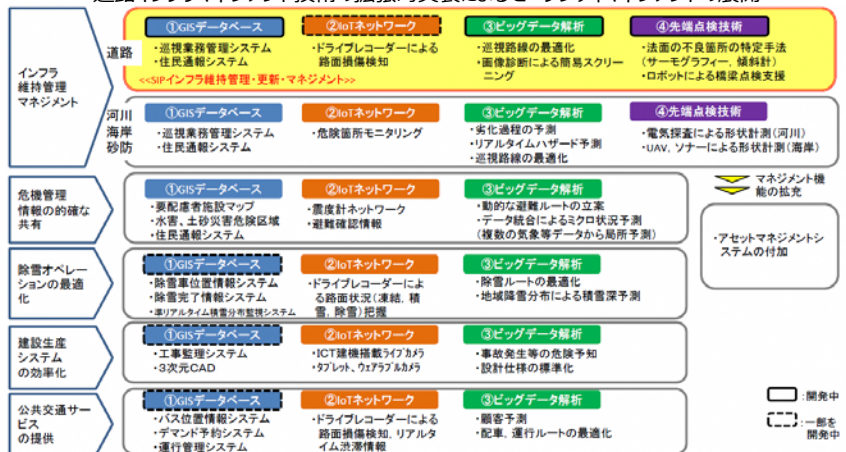 道路インフラマネジメント技術の拡張的実装によるセーフティマネジメントの展開
インフラ
維持管理
マネジメント
道路
①GISデータベース
・巡視業務管理システム
・住民通報システム
②IoTネットワーク
・ドライブレコーダーによる
路面損傷検知
③ビッグデータ解析
・巡視路線の最適化
・画像診断による簡易スクリー
ニング
④先端点検技術
・法面の不良箇所の特定手法
(サーモグラフィー, 傾斜計)
・ロボットによる橋梁点検支援
<<SIPインフラ維持管理・更新・マネジメント>>
河川
海岸
砂防
①GISデータベース
・巡視業務管理システム
・住民通報システム
②IoTネットワーク
・危険箇所モニタリング
③ビッグデータ解析
・劣化過程の予測
・リアルタイムハザード予測
・巡視路線の最適化
④先端点検技術
・電気探査による形状計測(河川)
・UAV, ソナーによる形状計測(海岸)
危機管理
情報の的確な
共有
①GISデータベース
・要配慮者施設マップ
・水害、土砂災害危険区域
・住民通報システム
②IoTネットワーク
・震度計ネットワーク
・避難確認情報
③ビッグデータ解析
・動的な避難ルートの立案
・データ統合によるミクロ状況予測
(複数の気象等データから局所予測)
マネジメント機
能の拡充
・アセットマネジメントシ
ステムの付加
除雪オペレー
ションの最適
化
①GISデータベース
・除雪車位置情報システム
・除雪完了情報システム
・準リアルタイム積雪分布監視システム
②IoTネットワーク
・ドライブレコーダーによ
る路面状況(凍結, 積
雪, 除雪)把握
③ビッグデータ解析
・除雪ルートの最適化
・地域降雪分布による積雪深予測
建設生産
システム
の効率化
①GISデータベース
・工事監理システム
・3次元CAD
②IoTネットワーク
・ICT建機搭載ライブカメラ
・タブレット、ウェアラブルカメラ
③ビッグデータ解析
・事故発生等の危険予知
・設計仕様の標準化
公共交通サー
ビス
の提供
①GISデータベース
・バス位置情報システム
・デマンド予約システム
・運行管理システム
②IoTネットワーク
・ドライブレコーダーによる
路面損傷検知, リアルタ
イム渋滞情報
③ビッグデータ解析
・顧客予測
・配車, 運行ルートの最適化
:開発中
:一部を
開発中